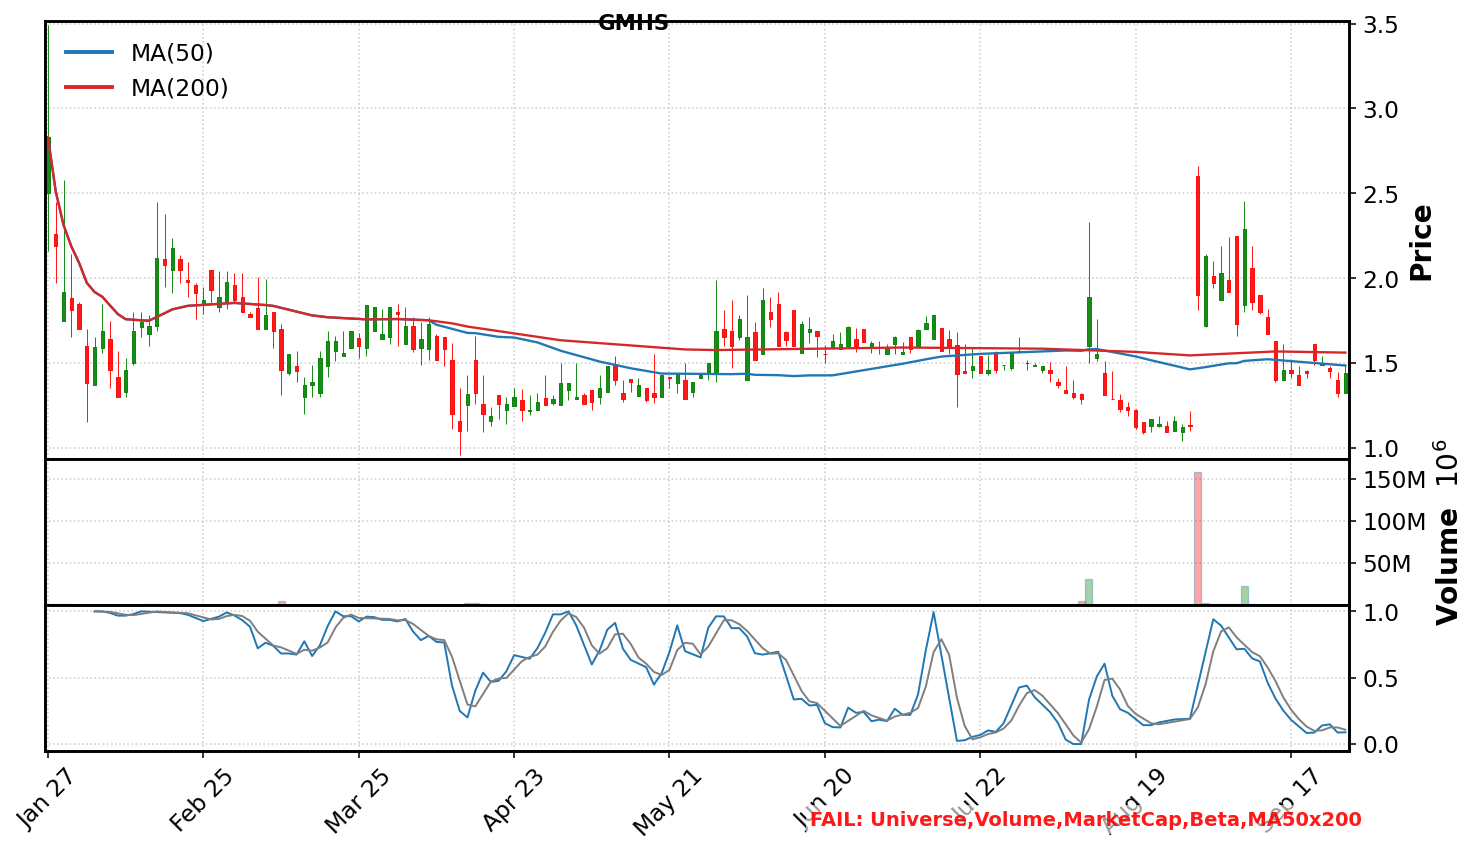 GMHS
MA(50)
MA(200)
3.5
3.0
2.5
2.0
1.5
1.0
Price
10^6
150M
100M
50M
Volume
1.0
0.5
0.0
Jan 27
Feb 25
Mar 25
Apr 23
May 21
Jun 20
Jul 22
Aug 19
Sep 17
FAIL: Universe,Volume,MarketCap,Beta,MA50x200